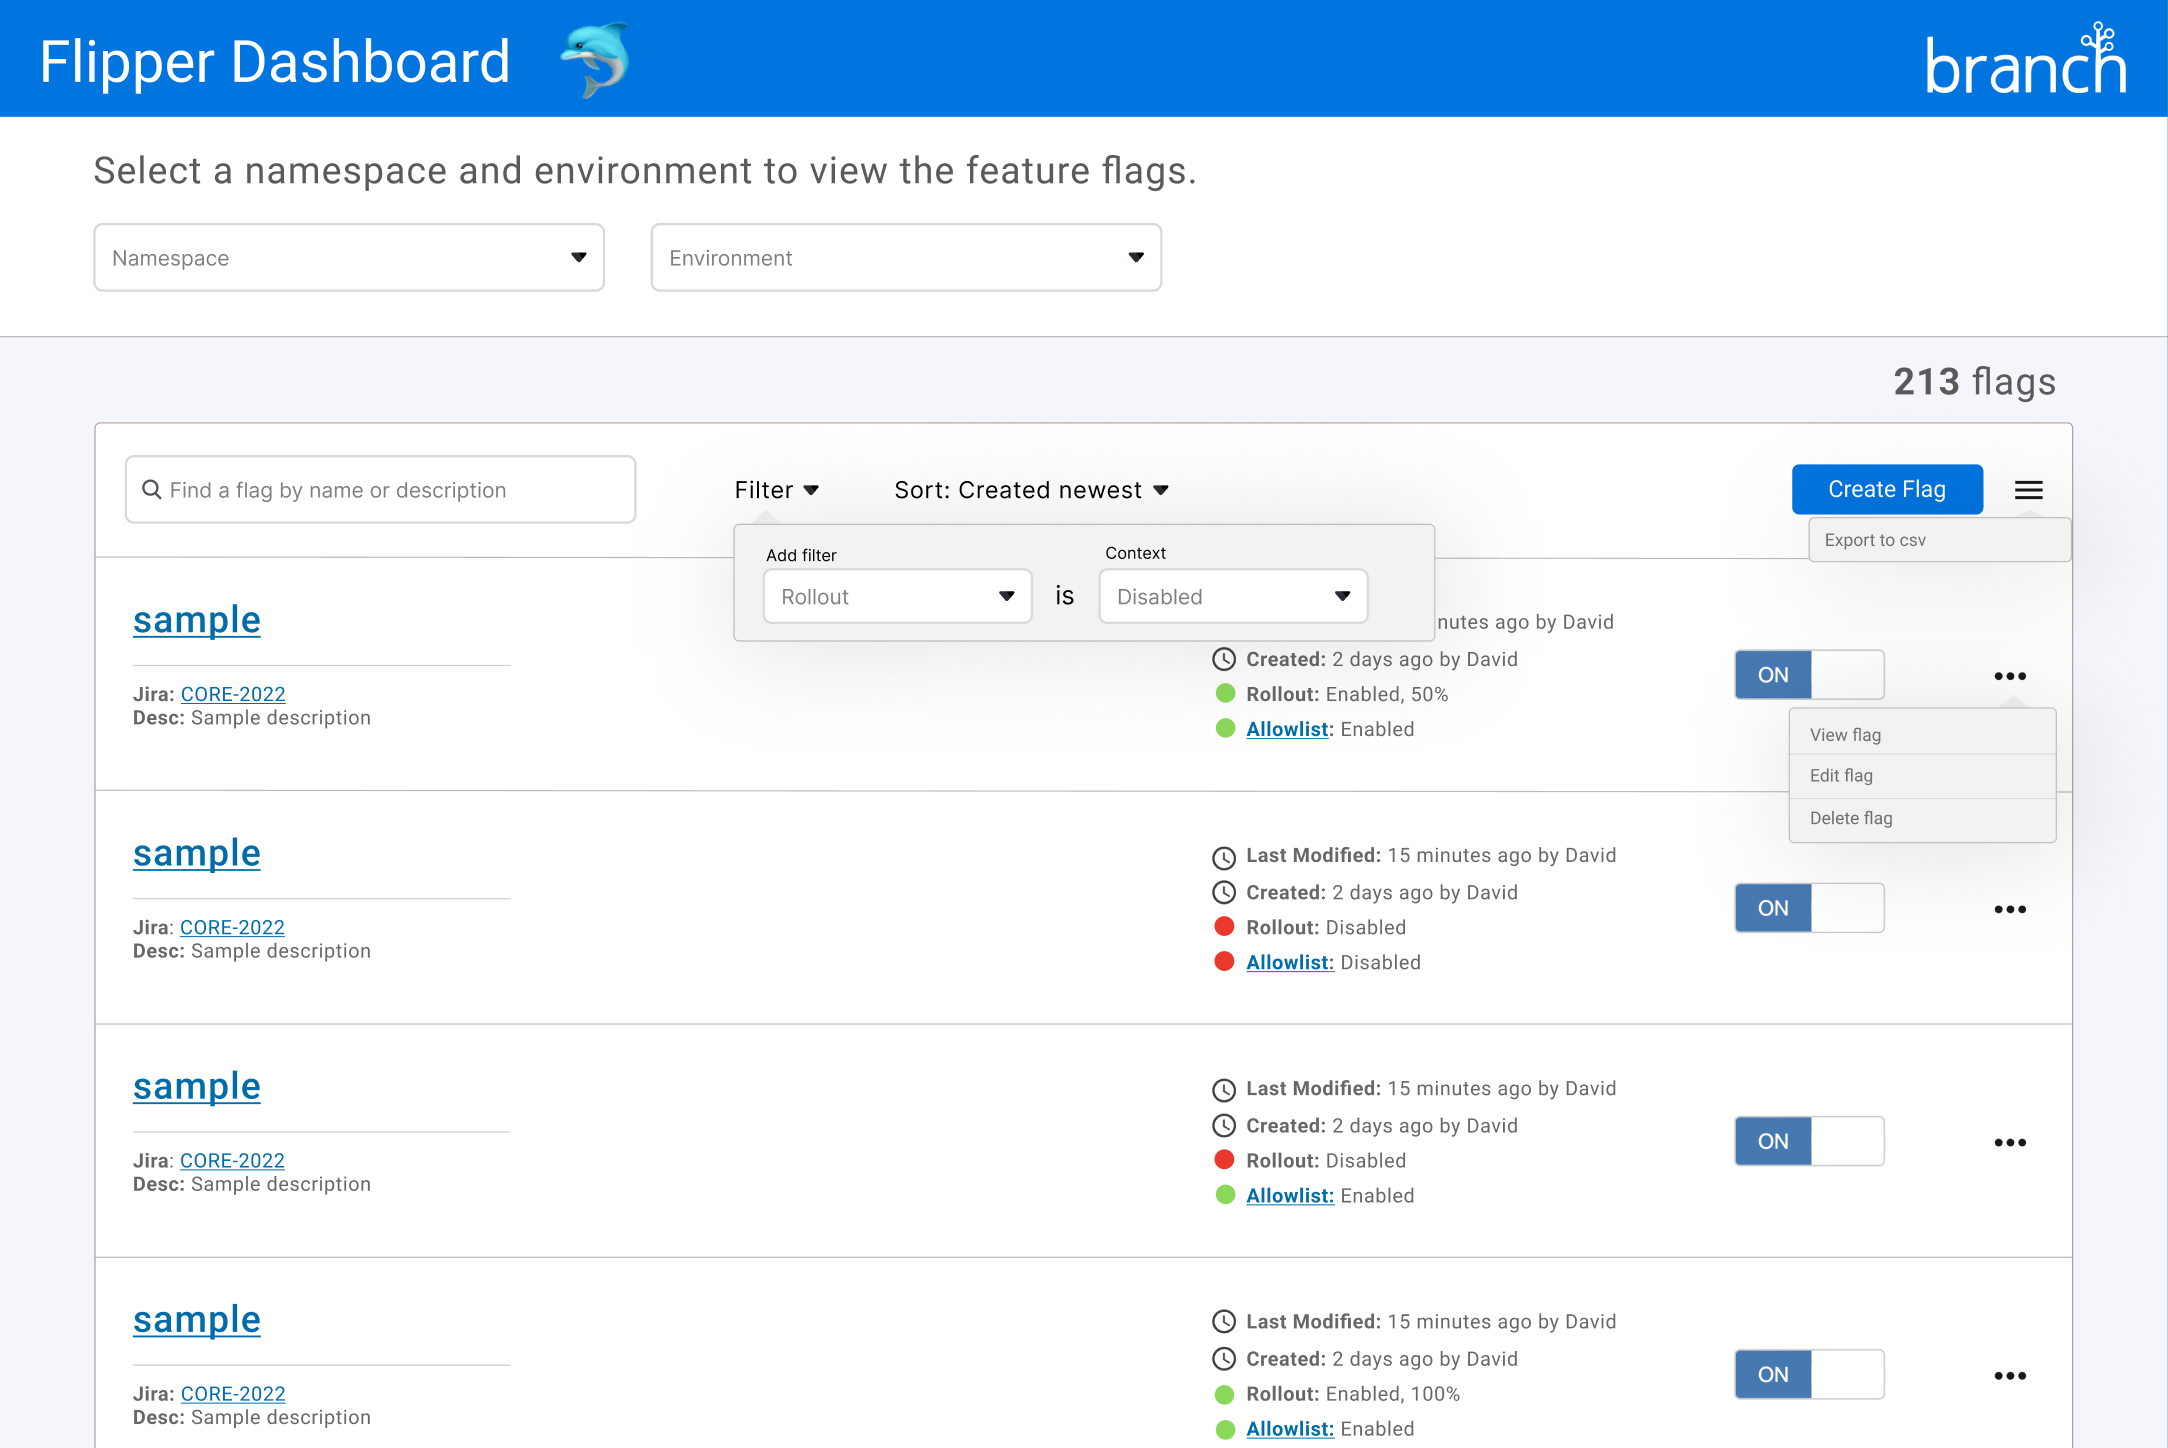 Flipper Dashboard
branch
Select a namespace and environment to view the feature flags.
Namespace
Environment
213 flags
Find a flag by name or description
Filter
Sort: Created newest
Create Flag
Export to csv
Add filter
Context
Rollout
is
Disabled
sample
Jira: CORE-2022
Desc: Sample description
nutes ago by David
Created: 2 days ago by David
Rollout: Enabled, 50%
Allowlist: Enabled
ON
View flag
Edit flag
Delete flag
sample
Jira: CORE-2022
Desc: Sample description
Last Modified: 15 minutes ago by David
Created: 2 days ago by David
Rollout: Disabled
Allowlist: Disabled
ON
sample
Jira: CORE-2022
Desc: Sample description
Last Modified: 15 minutes ago by David
Created: 2 days ago by David
Rollout: Disabled
Allowlist: Enabled
ON
sample
Jira: CORE-2022
Desc: Sample description
Last Modified: 15 minutes ago by David
Created: 2 days ago by David
Rollout: Enabled, 100%
Allowlist: Enabled
ON